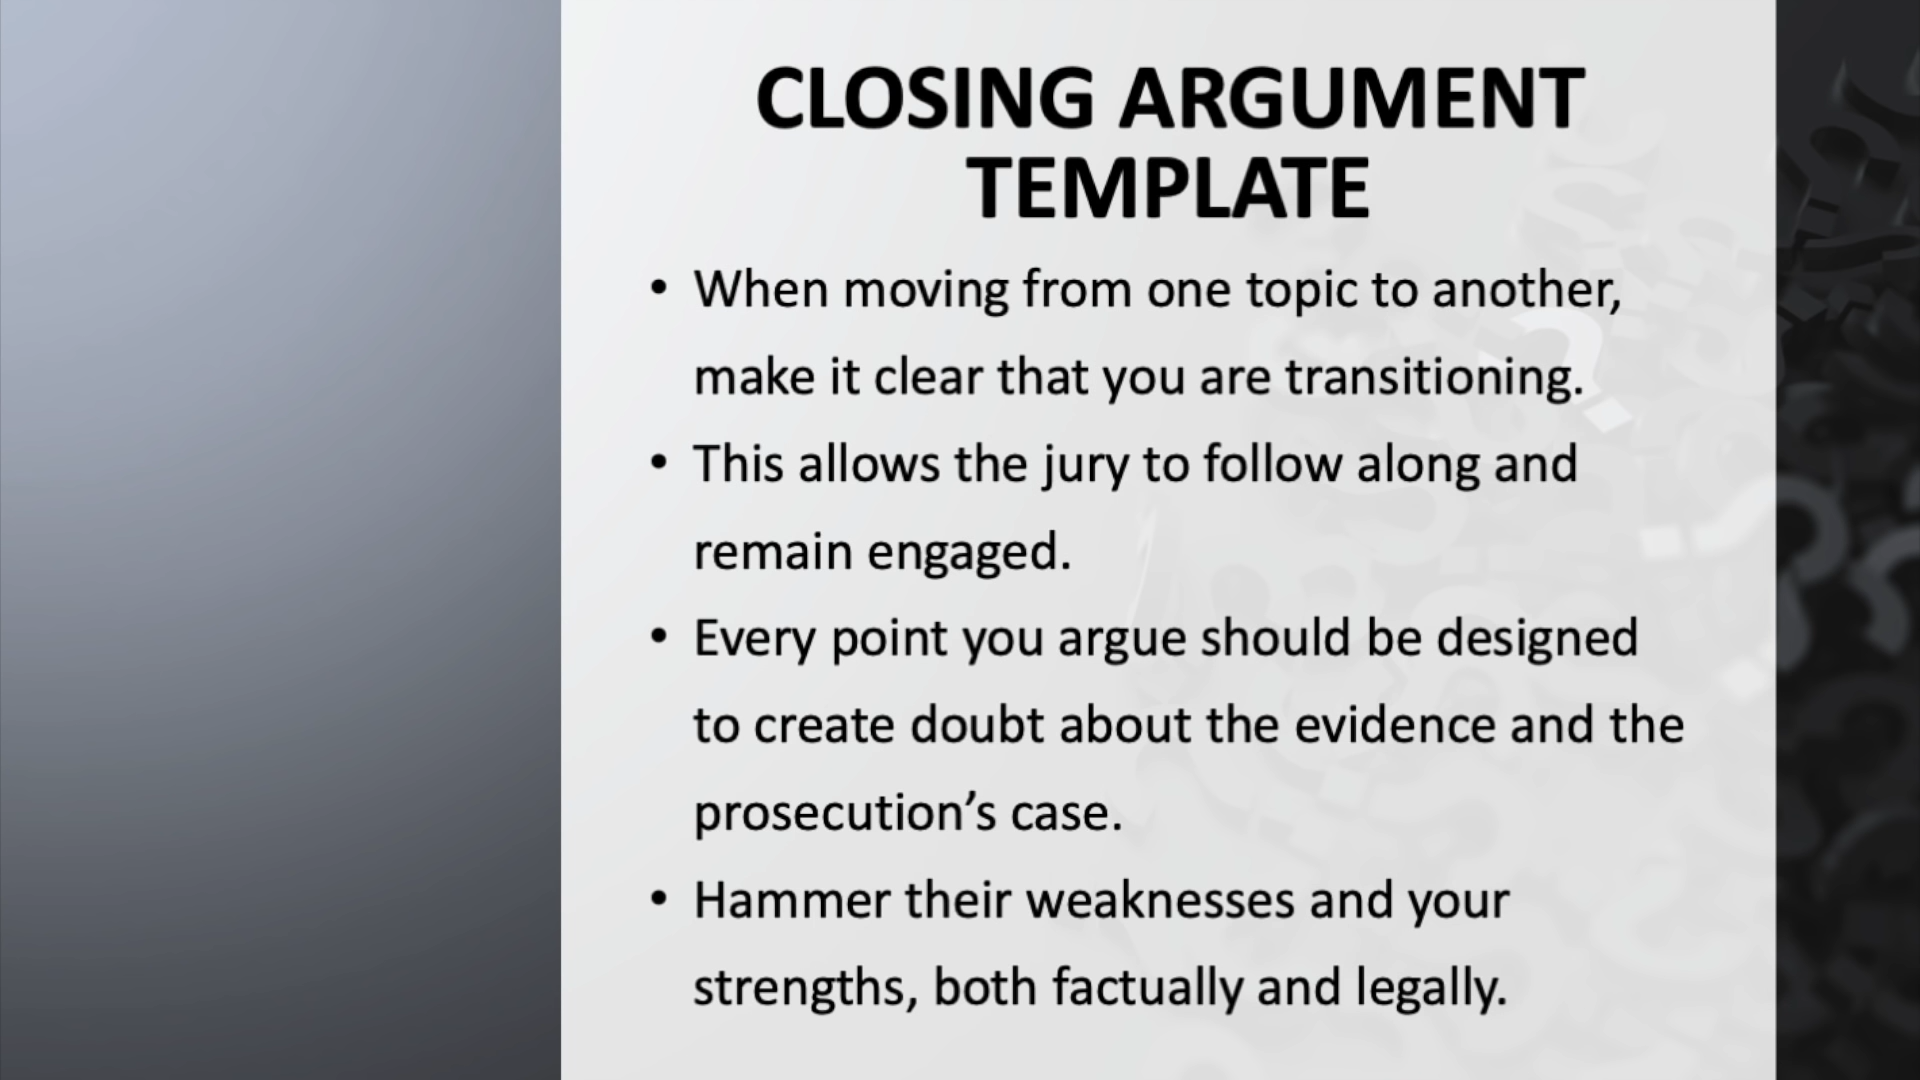 CLOSING ARGUMENT
TEMPLATE
• When moving from one topic to another,
make it clear that you are transitioning.
• This allows the jury to follow along and
remain engaged.
• Every point you argue should be designed
to create doubt about the evidence and the
prosecution’s case.
• Hammer their weaknesses and your
strengths, both factually and legally.